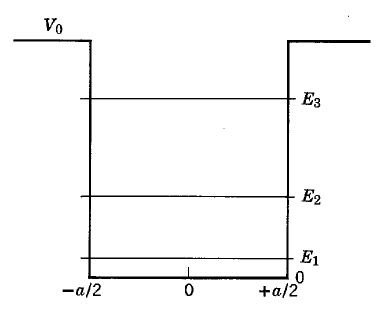 V₀
E₃
E₂
E₁
0
−a/2 0 +a/2